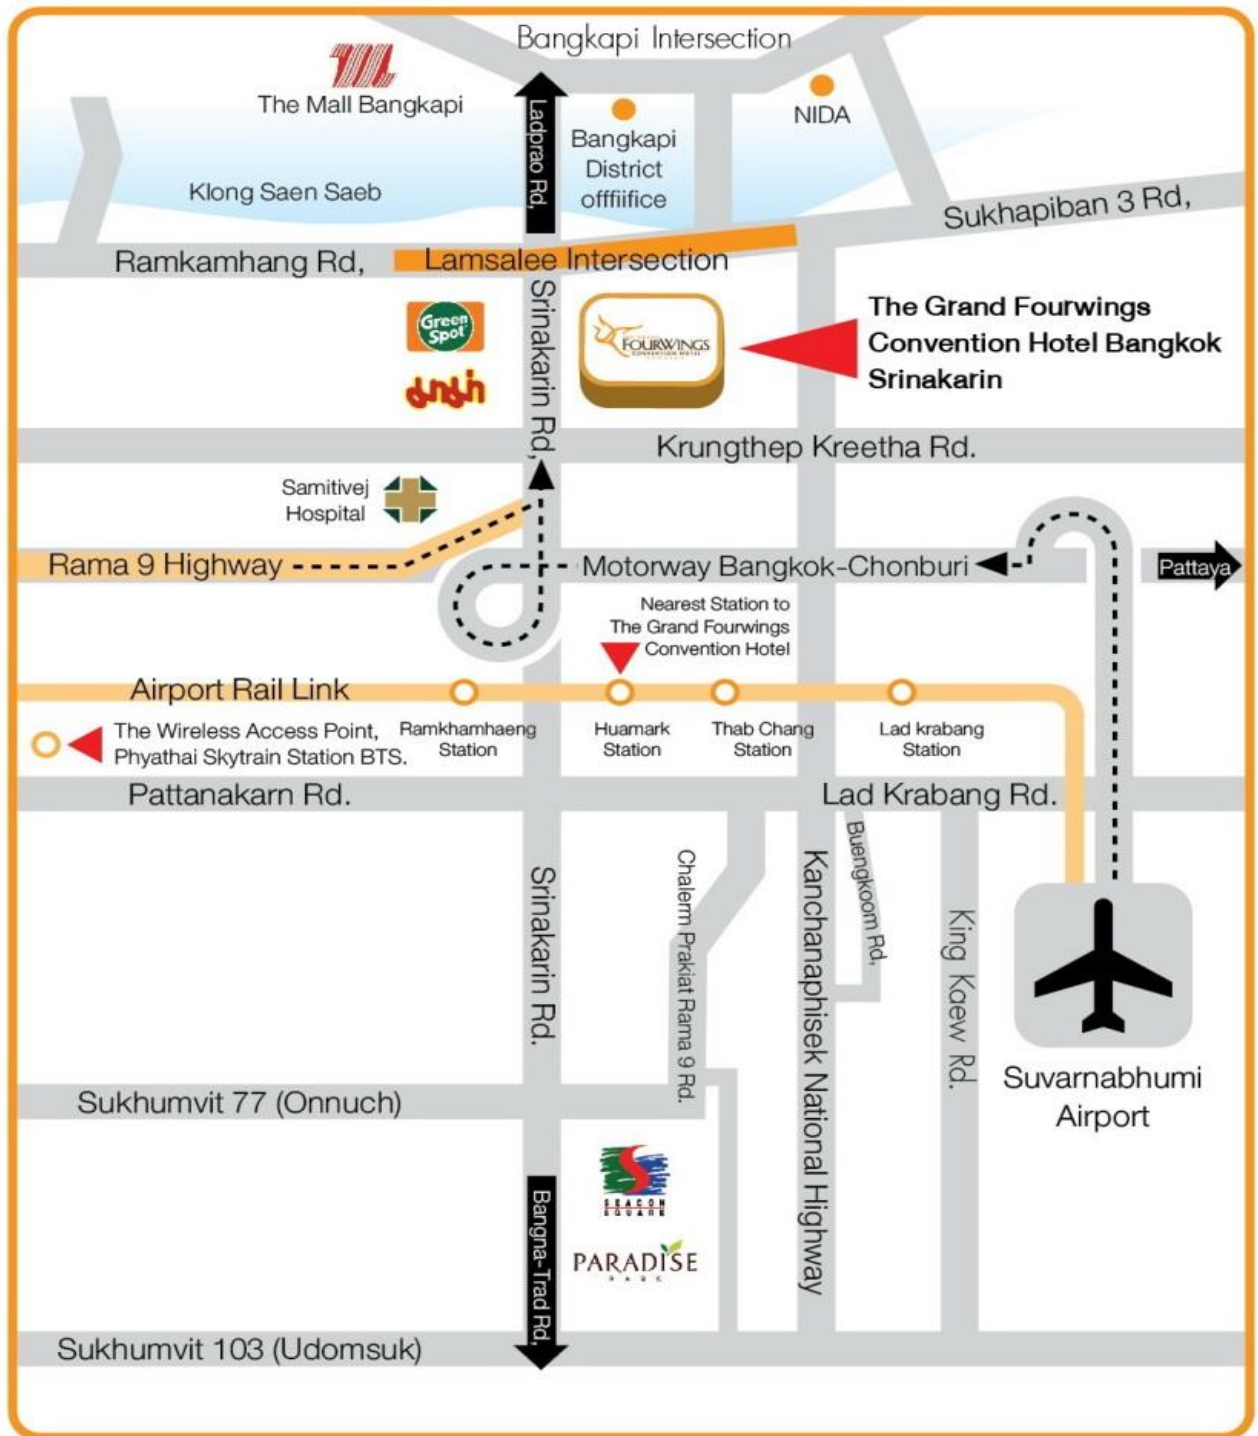 Bangkapi Intersection
The Mall Bangkapi
NIDA
Ladprao Rd,
Bangkapi
District
offfiifice
Klong Saen Saeb
Sukhapiban 3 Rd,
Ramkamhang Rd,
Lamsalee Intersection
Srinakarin Rd,
Green
Spot
FOURWINGS
CONVENTION HOTEL
The Grand Fourwings
Convention Hotel Bangkok
Srinakarin
Krungthep Kreetha Rd.
Samitivej
Hospital
Rama 9 Highway
Motorway Bangkok-Chonburi
Pattaya
Nearest Station to
The Grand Fourwings
Convention Hotel
Airport Rail Link
The Wireless Access Point,
Phyathai Skytrain Station BTS.
Ramkhamhaeng
Station
Huamark
Station
Thab Chang
Station
Lad krabang
Station
Pattanakarn Rd.
Lad Krabang Rd.
Srinakarin Rd.
Chalerm Prakiat Rama 9 Rd.
Kanchanaphisek National Highway
Buengkoom Rd,
King Kaew Rd.
Suvarnabhumi
Airport
Sukhumvit 77 (Onnuch)
SEACON
SQUARE
Bangna-Trad Rd,
PARADISE
PARK
Sukhumvit 103 (Udomsuk)